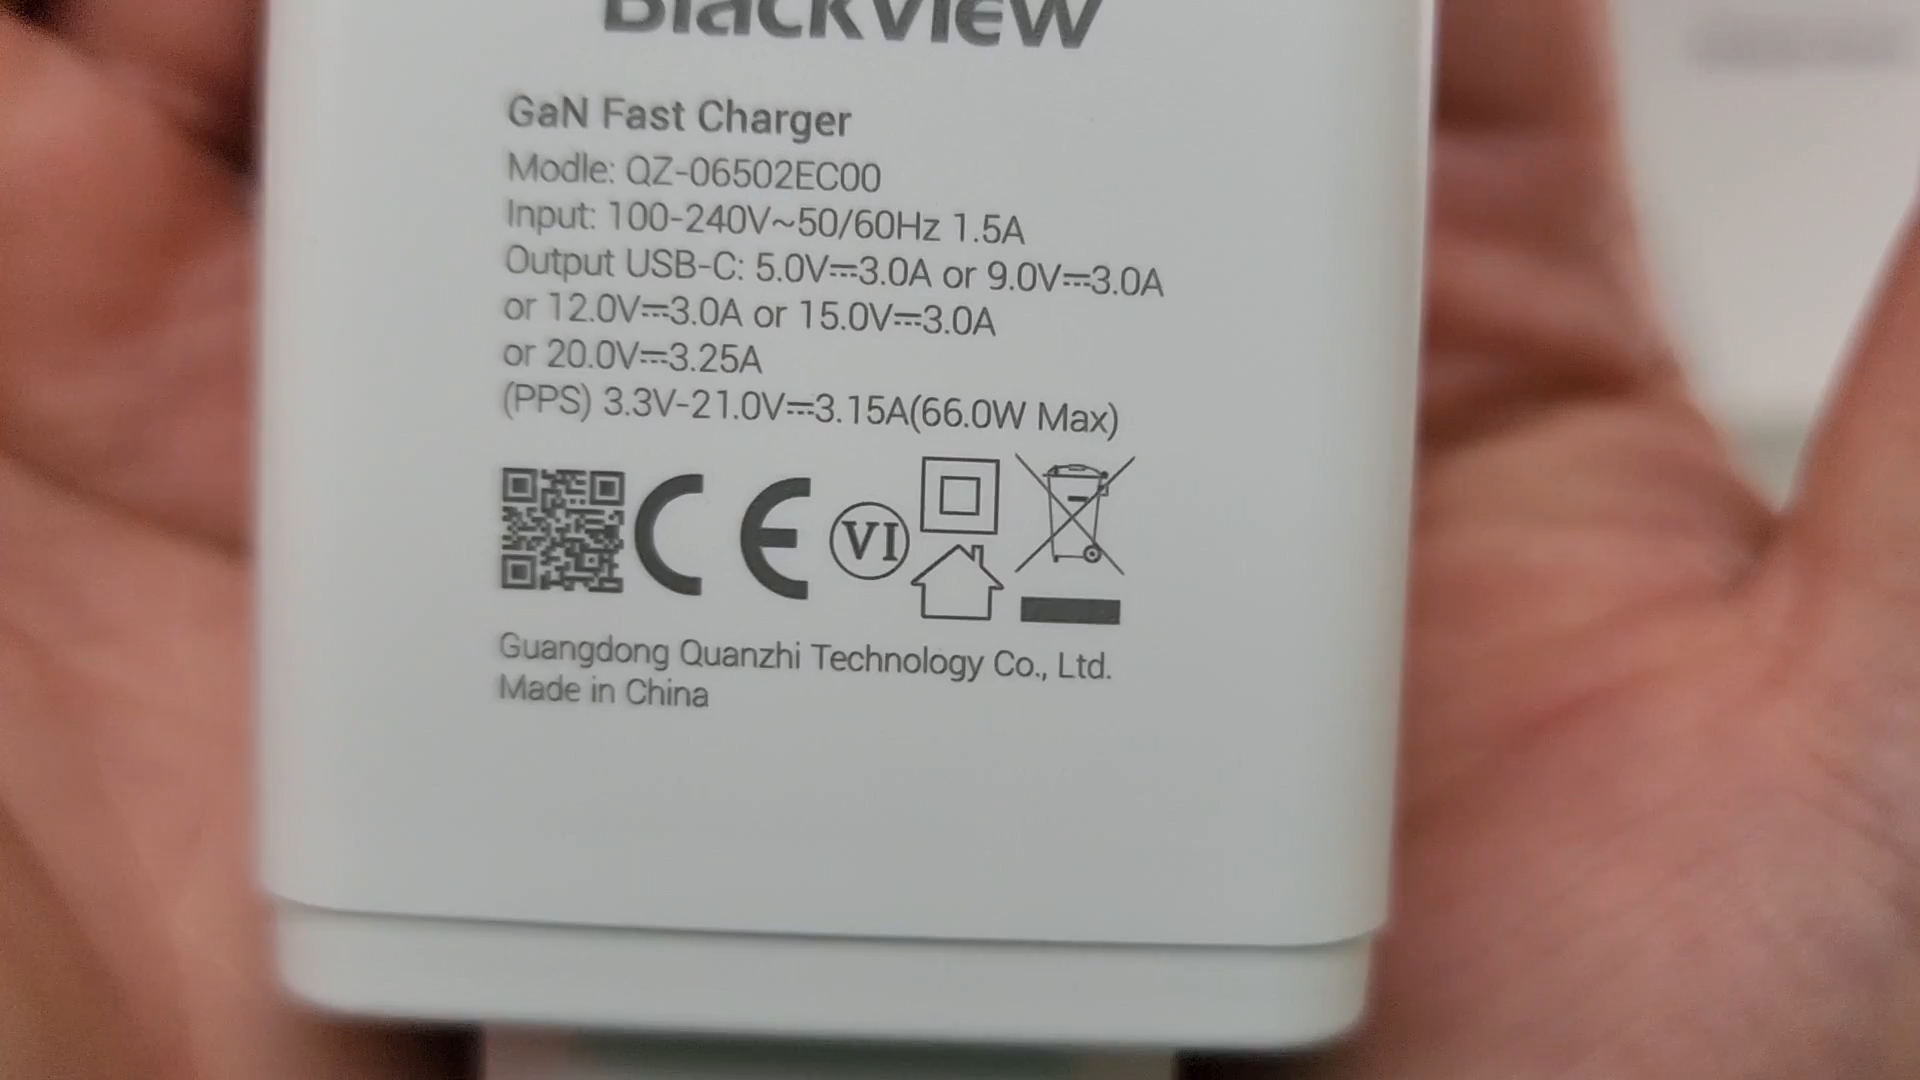 Blackview
GaN Fast Charger
Modle: QZ-06502EC00
Input: 100-240V~50/60Hz 1.5A
Output USB-C: 5.0V⎓3.0A or 9.0V⎓3.0A
or 12.0V⎓3.0A or 15.0V⎓3.0A
or 20.0V⎓3.25A
(PPS) 3.3V-21.0V⎓3.15A(66.0W Max)
CE VI
Guangdong Quanzhi Technology Co., Ltd.
Made in China